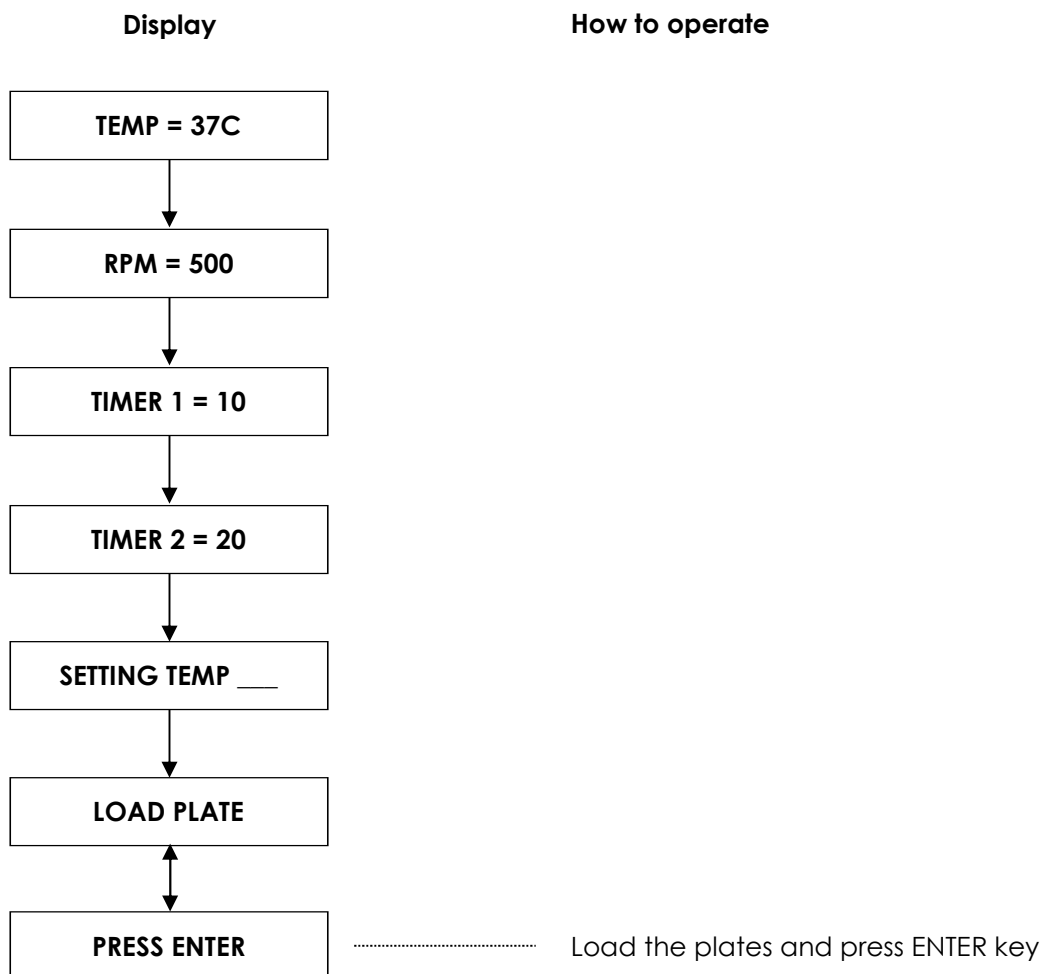 Display How to operate
TEMP = 37C
RPM = 500
TIMER 1 = 10
TIMER 2 = 20
SETTING TEMP ___
LOAD PLATE
PRESS ENTER Load the plates and press ENTER key